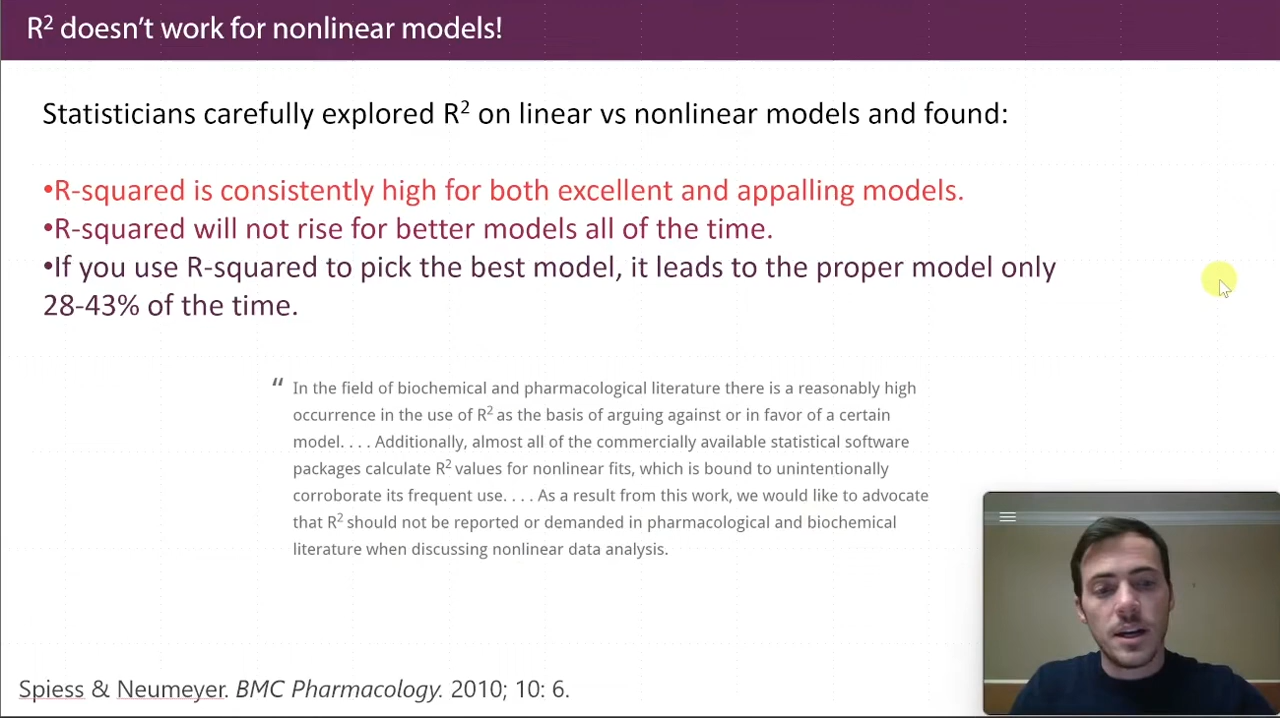 R² doesn't work for nonlinear models!
Statisticians carefully explored R² on linear vs nonlinear models and found:
•R-squared is consistently high for both excellent and appalling models.
•R-squared will not rise for better models all of the time.
•If you use R-squared to pick the best model, it leads to the proper model only
28-43% of the time.
“ In the field of biochemical and pharmacological literature there is a reasonably high
occurrence in the use of R² as the basis of arguing against or in favor of a certain
model. . . . Additionally, almost all of the commercially available statistical software
packages calculate R² values for nonlinear fits, which is bound to unintentionally
corroborate its frequent use. . . . As a result from this work, we would like to advocate
that R² should not be reported or demanded in pharmacological and biochemical
literature when discussing nonlinear data analysis.
Spiess & Neumeyer. BMC Pharmacology. 2010; 10: 6.